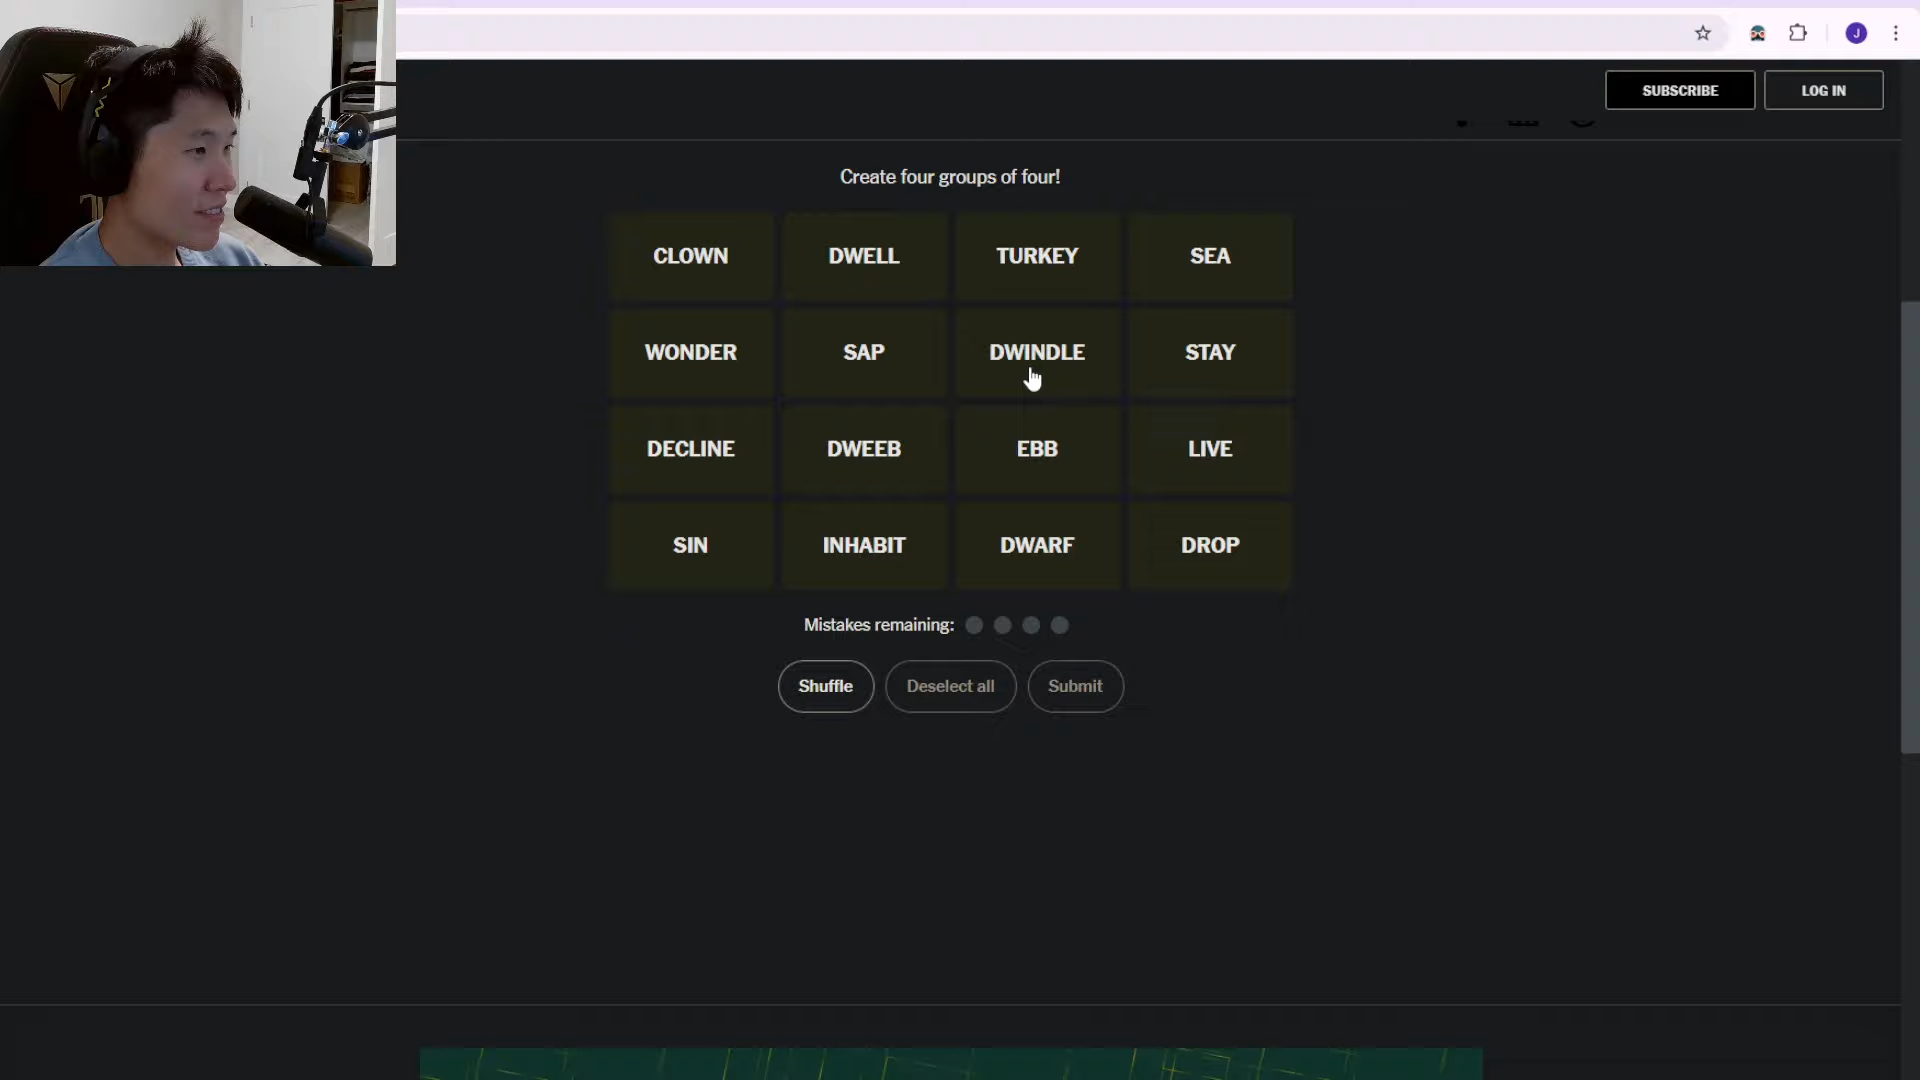 J
SUBSCRIBE
LOG IN
Create four groups of four!
CLOWN DWELL TURKEY SEA
WONDER SAP DWINDLE STAY
DECLINE DWEEB EBB LIVE
SIN INHABIT DWARF DROP
Mistakes remaining:
Shuffle Deselect all Submit